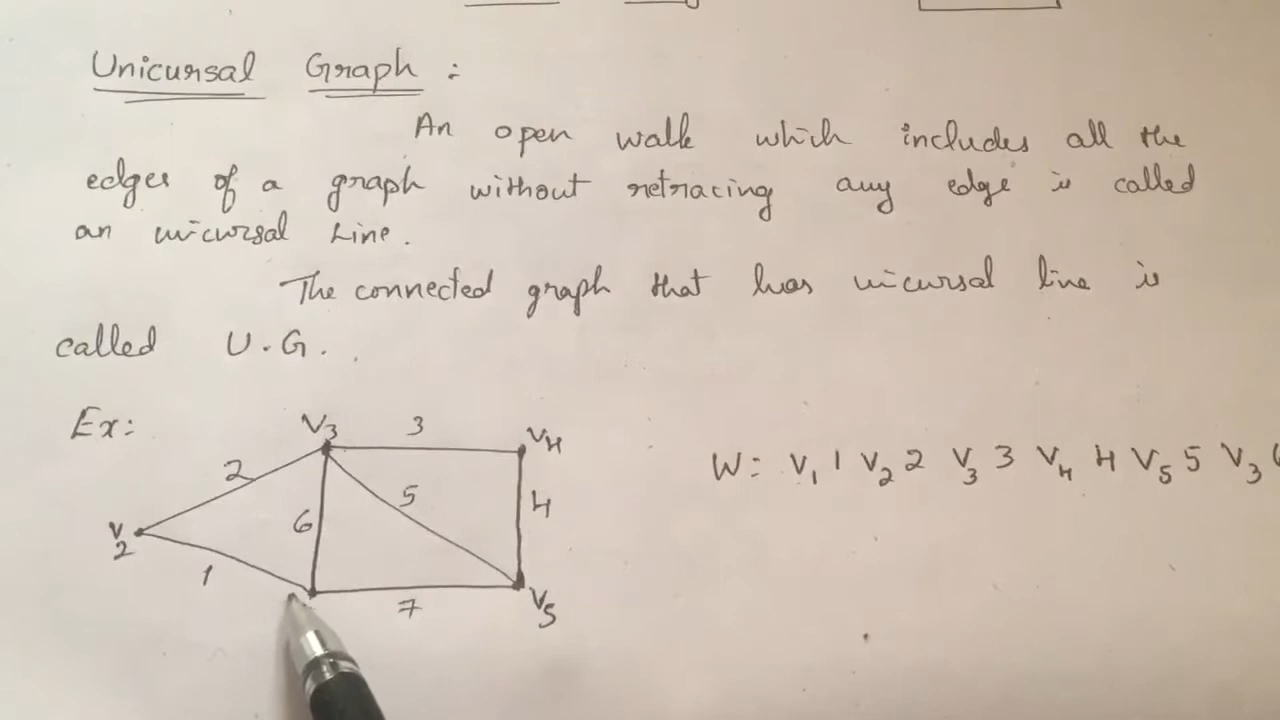 Unicursal Graph :
An open walk which includes all the
edges of a graph without retracing any edge is called
an unicursal Line.
The connected graph that has unicursal line is
called U.G.
Ex:
V3 3 V4
2
5
6
4
V2
1
7
V5
W: V1 1 V2 2 V3 3 V4 4 V5 5 V3